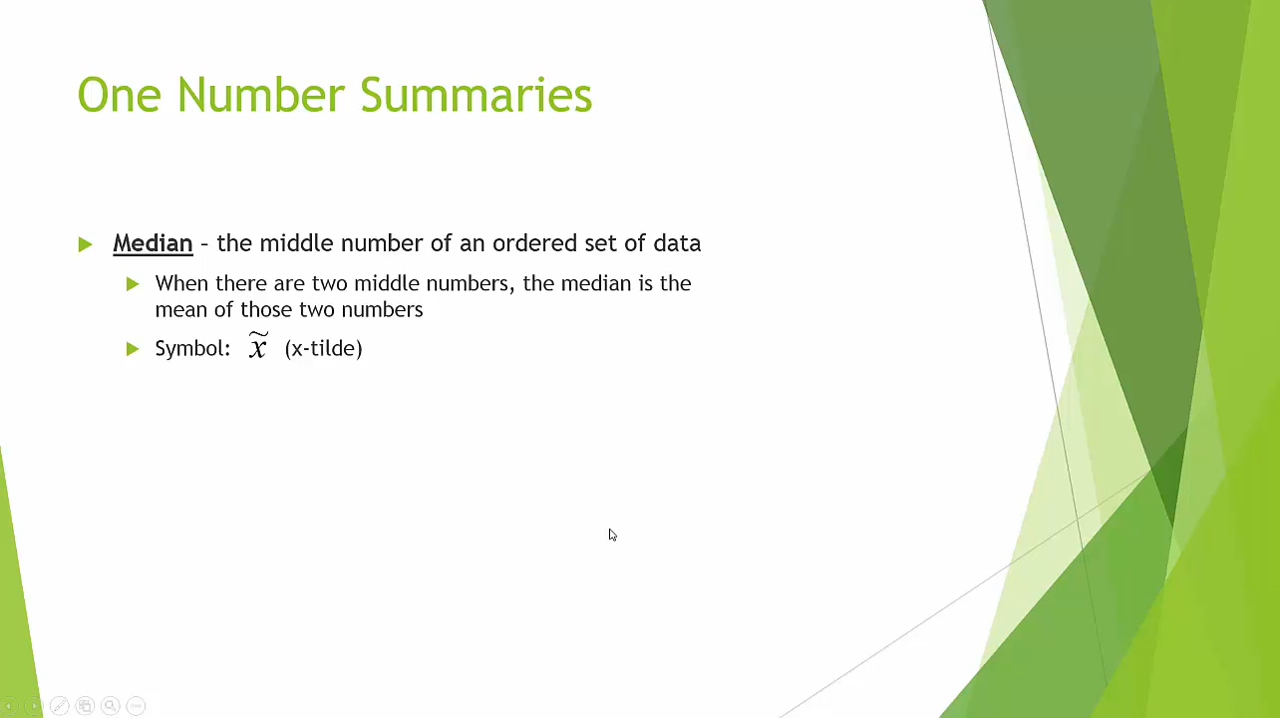 One Number Summaries
Median – the middle number of an ordered set of data
When there are two middle numbers, the median is the
mean of those two numbers
Symbol: x̃ (x-tilde)